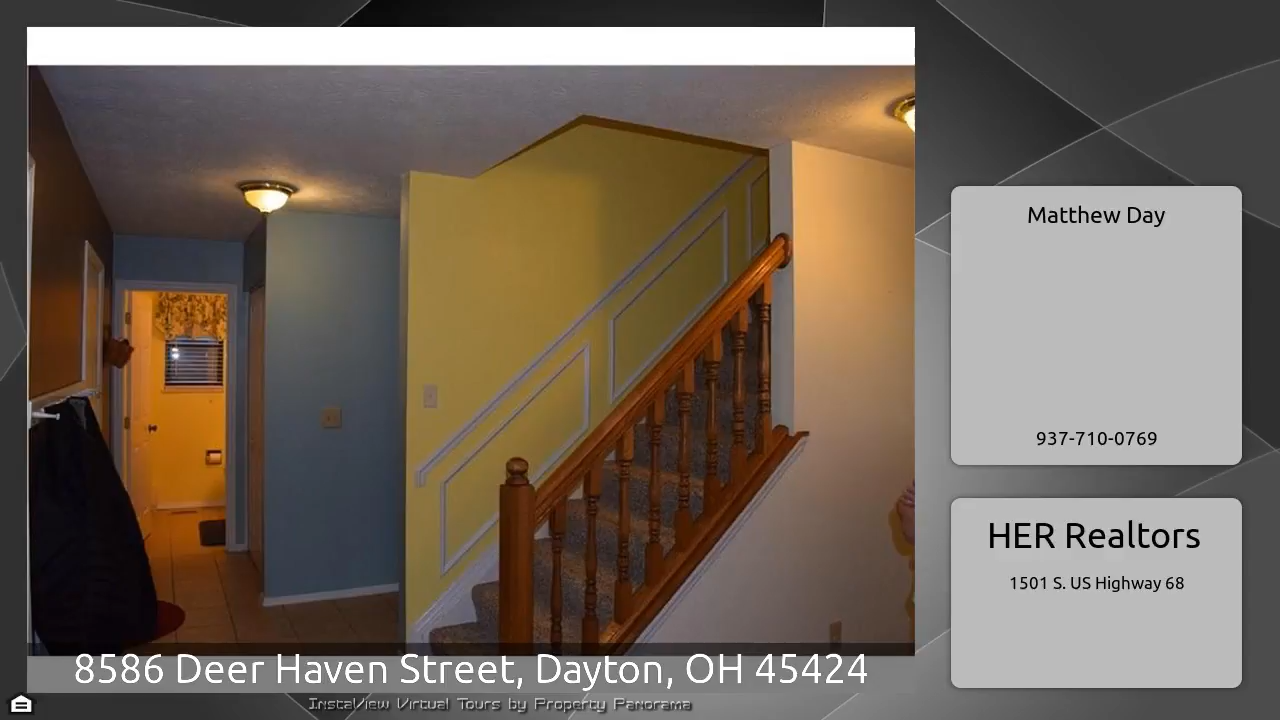 Matthew Day
937-710-0769
HER Realtors
1501 S. US Highway 68
8586 Deer Haven Street, Dayton, OH 45424
InstaView Virtual Tours by Property Panorama